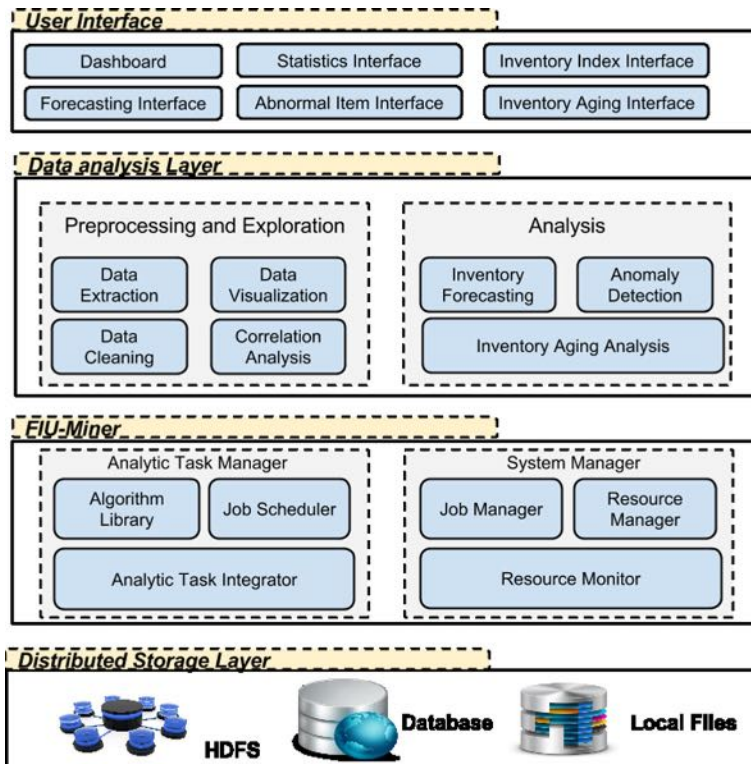 User Interface
Dashboard
Statistics Interface
Inventory Index Interface
Forecasting Interface
Abnormal Item Interface
Inventory Aging Interface
Data analysis Layer
Preprocessing and Exploration
Data
Extraction
Data
Visualization
Data
Cleaning
Correlation
Analysis
Analysis
Inventory
Forecasting
Anomaly
Detection
Inventory Aging Analysis
FIU-Miner
Analytic Task Manager
Algorithm
Library
Job Scheduler
Analytic Task Integrator
System Manager
Job Manager
Resource
Manager
Resource Monitor
Distributed Storage Layer
HDFS
Database
Local Files